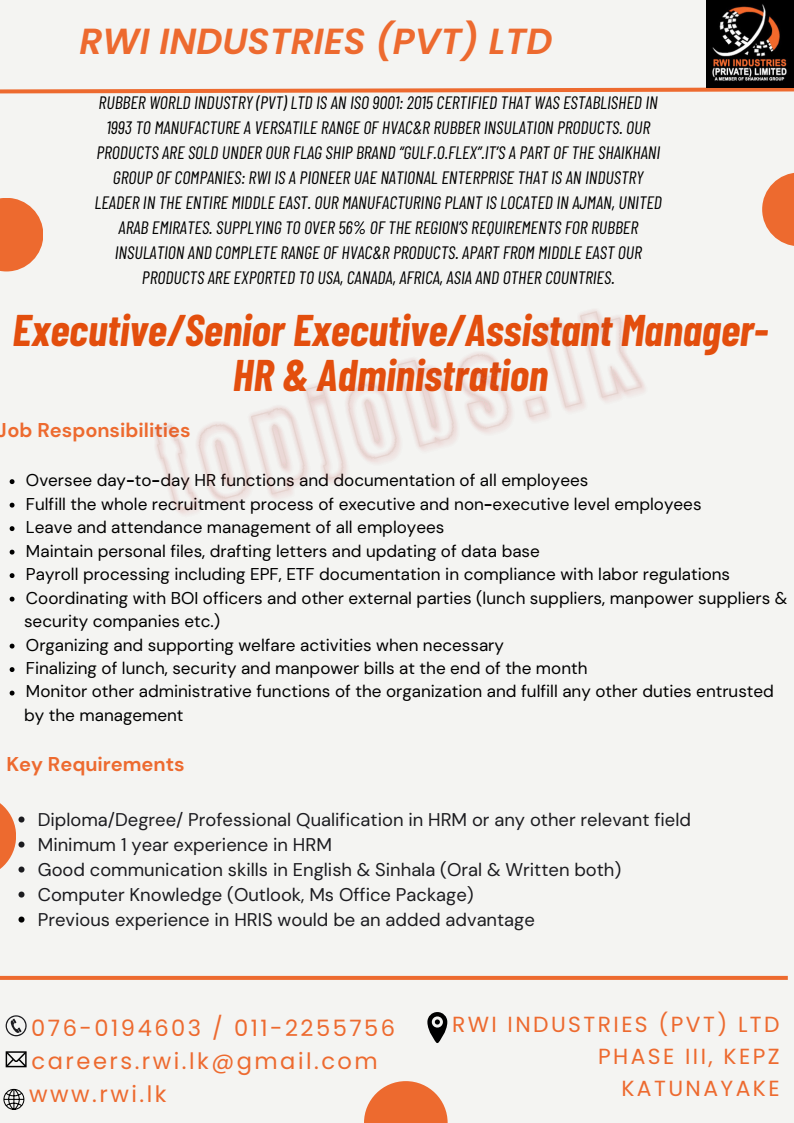 RWI INDUSTRIES (PVT) LTD
RWI INDUSTRIES
(PRIVATE) LIMITED
A MEMBER OF SHAIKHANI GROUP
RUBBER WORLD INDUSTRY (PVT) LTD IS AN ISO 9001: 2015 CERTIFIED THAT WAS ESTABLISHED IN
1993 TO MANUFACTURE A VERSATILE RANGE OF HVAC&R RUBBER INSULATION PRODUCTS. OUR
PRODUCTS ARE SOLD UNDER OUR FLAG SHIP BRAND “GULF.O.FLEX”.IT’S A PART OF THE SHAIKHANI
GROUP OF COMPANIES: RWI IS A PIONEER UAE NATIONAL ENTERPRISE THAT IS AN INDUSTRY
LEADER IN THE ENTIRE MIDDLE EAST. OUR MANUFACTURING PLANT IS LOCATED IN AJMAN, UNITED
ARAB EMIRATES. SUPPLYING TO OVER 56% OF THE REGION’S REQUIREMENTS FOR RUBBER
INSULATION AND COMPLETE RANGE OF HVAC&R PRODUCTS. APART FROM MIDDLE EAST OUR
PRODUCTS ARE EXPORTED TO USA, CANADA, AFRICA, ASIA AND OTHER COUNTRIES.
Executive/Senior Executive/Assistant Manager-
HR & Administration
topjobs.lk
Job Responsibilities
• Oversee day-to-day HR functions and documentation of all employees
• Fulfill the whole recruitment process of executive and non-executive level employees
• Leave and attendance management of all employees
• Maintain personal files, drafting letters and updating of data base
• Payroll processing including EPF, ETF documentation in compliance with labor regulations
• Coordinating with BOI officers and other external parties (lunch suppliers, manpower suppliers &
security companies etc.)
• Organizing and supporting welfare activities when necessary
• Finalizing of lunch, security and manpower bills at the end of the month
• Monitor other administrative functions of the organization and fulfill any other duties entrusted
by the management
Key Requirements
• Diploma/Degree/ Professional Qualification in HRM or any other relevant field
• Minimum 1 year experience in HRM
• Good communication skills in English & Sinhala (Oral & Written both)
• Computer Knowledge (Outlook, Ms Office Package)
• Previous experience in HRIS would be an added advantage
076-0194603 / 011-2255756
careers.rwi.lk@gmail.com
www.rwi.lk
RWI INDUSTRIES (PVT) LTD
PHASE III, KEPZ
KATUNAYAKE